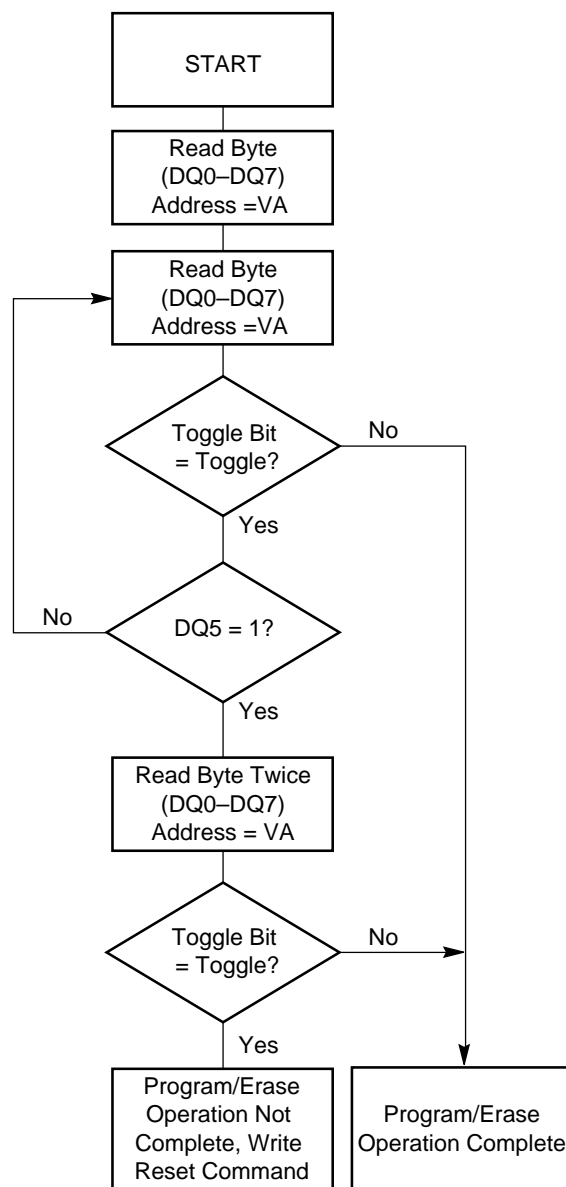 START
Read Byte
(DQ0–DQ7)
Address =VA
Read Byte
(DQ0–DQ7)
Address =VA
Toggle Bit
= Toggle?
No
Yes
No
DQ5 = 1?
Yes
Read Byte Twice
(DQ0–DQ7)
Address = VA
Toggle Bit
= Toggle?
No
Yes
Program/Erase
Operation Not
Complete, Write
Reset Command
Program/Erase
Operation Complete